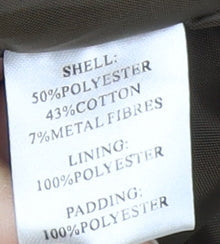 SHELL:
50%POLYESTER
43%COTTON
7%METAL FIBRES
LINING:
100%POLYESTER
PADDING:
100%POLYESTER